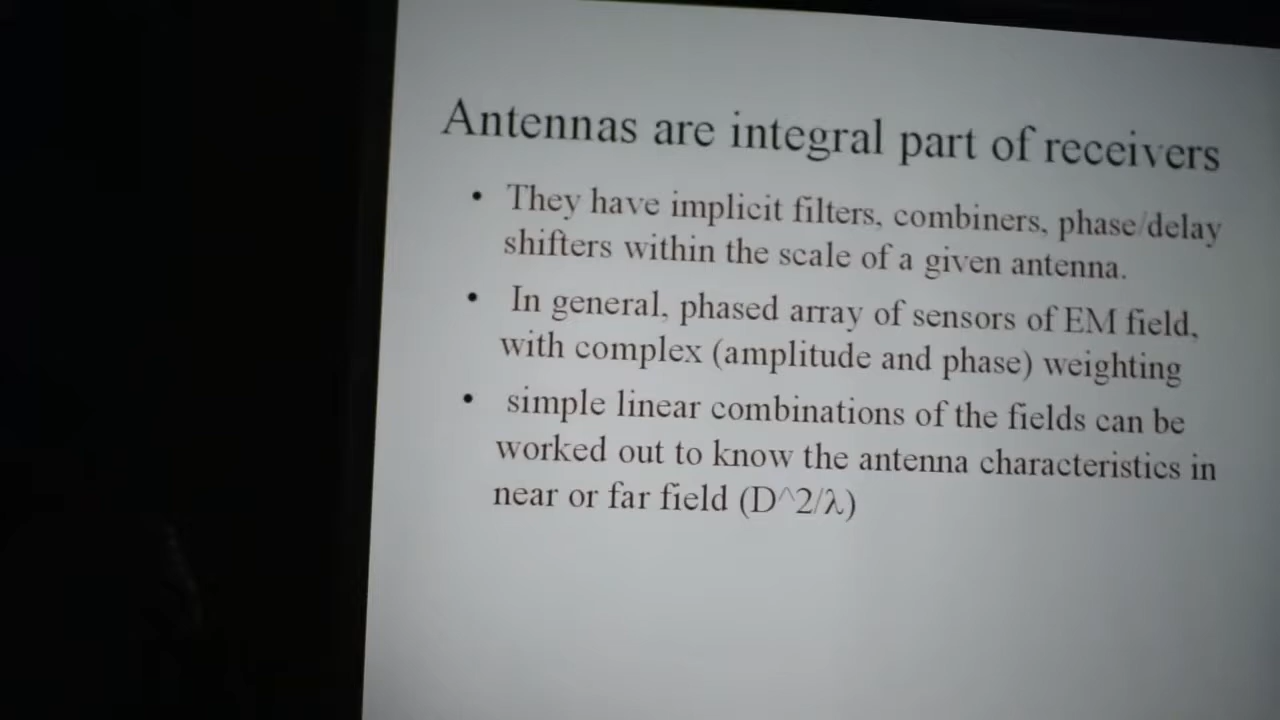 Antennas are integral part of receivers
• They have implicit filters, combiners, phase/delay
shifters within the scale of a given antenna.
• In general, phased array of sensors of EM field,
with complex (amplitude and phase) weighting
• simple linear combinations of the fields can be
worked out to know the antenna characteristics in
near or far field (D^2/λ)